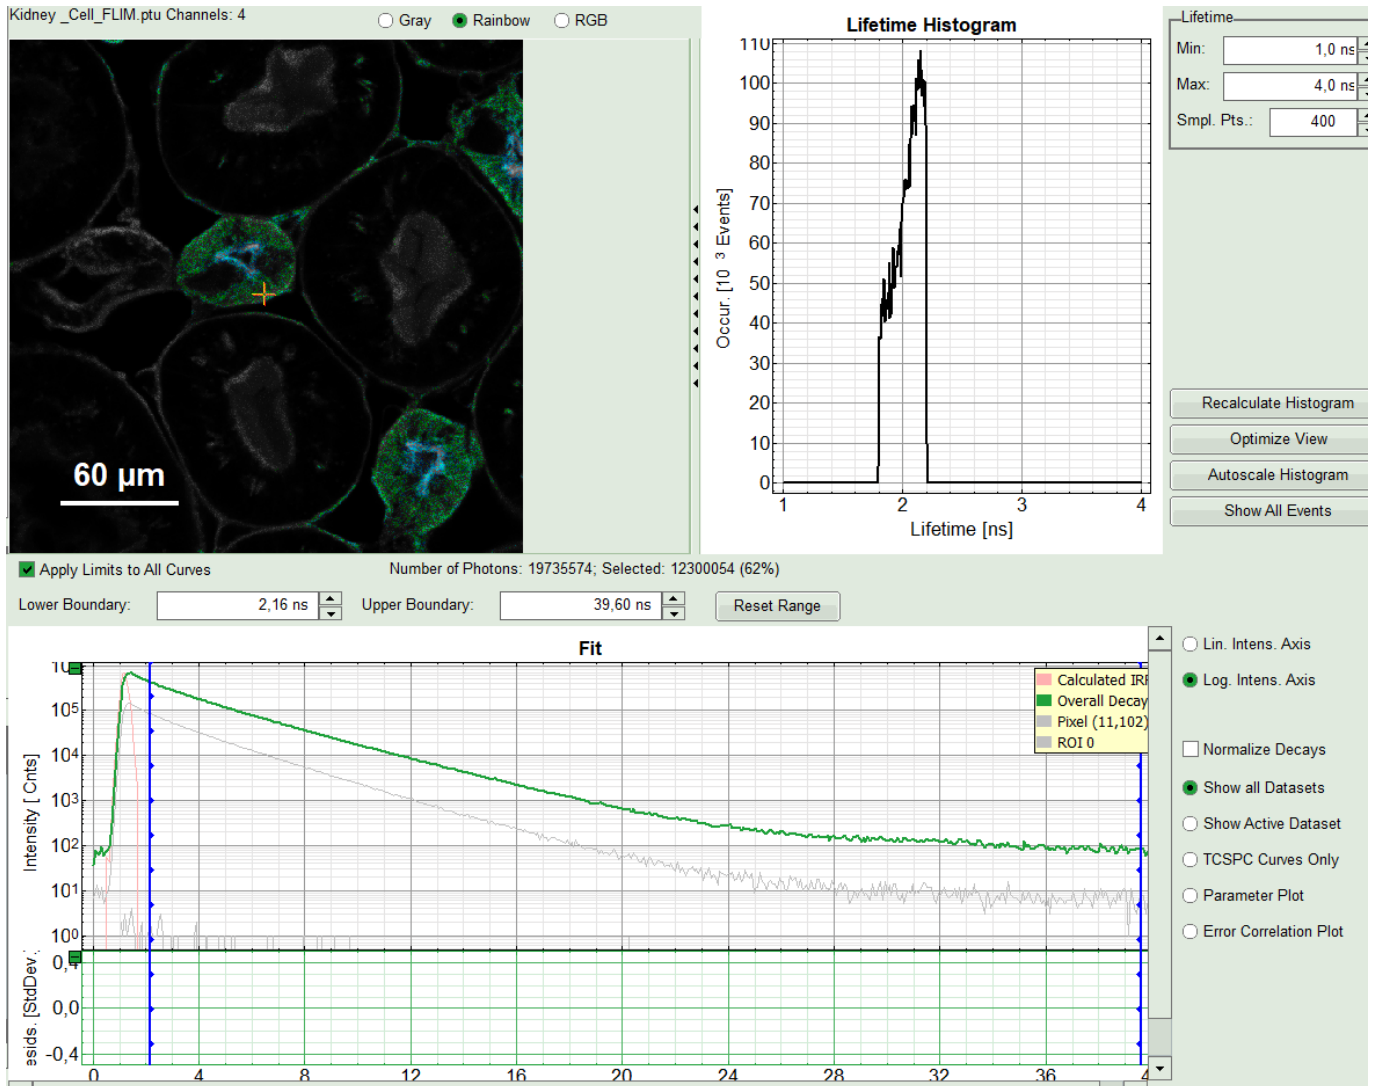 Kidney _Cell_FLIM.ptu Channels: 4
Gray Rainbow RGB
60 µm
Lifetime Histogram
Occur. [10 3 Events]
110
100
90
80
70
60
50
40
30
20
10
0
1 2 3 4
Lifetime [ns]
Lifetime
Min: 1,0 ns
Max: 4,0 ns
Smpl. Pts.: 400
Recalculate Histogram
Optimize View
Autoscale Histogram
Show All Events
Apply Limits to All Curves Number of Photons: 19735574; Selected: 12300054 (62%)
Lower Boundary: 2,16 ns Upper Boundary: 39,60 ns Reset Range
Fit
Intensity [ Cnts]
10⁵
10⁴
10³
10²
10¹
10⁰
Calculated IRF
Overall Decay
Pixel (11,102)
ROI 0
esids. [StdDev.
0,4
0,0
-0,4
0 4 8 12 16 20 24 28 32 36
Lin. Intens. Axis
Log. Intens. Axis
Normalize Decays
Show all Datasets
Show Active Dataset
TCSPC Curves Only
Parameter Plot
Error Correlation Plot